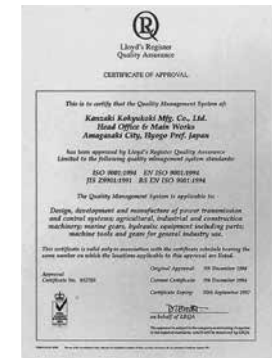 LR
Lloyd's Register
Quality Assurance
CERTIFICATE OF APPROVAL
This is to certify that the Quality Management System of:
Kanzaki Kokyukoki Mfg. Co., Ltd.
Head Office & Main Works
Amagasaki City, Hyogo Pref. Japan
has been approved by Lloyd's Register Quality Assurance
Limited to the following quality management system standards:
ISO 9001:1994 EN ISO 9001:1994
JIS Z9901:1991 BS EN ISO 9001:1994
The Quality Management System is applicable to:
Design, development and manufacture of power transmission
and control systems; agricultural, industrial and construction
machinery; marine gears, hydraulic equipment including parts;
machine tools and gears for general industry use.
This certificate is valid only in association with the certificate schedule bearing the
same number on which the locations applicable to this approval are listed.
Original Approval
Approval
Certificate No.
Current Certificate
Certificate Expiry
on behalf of LRQA